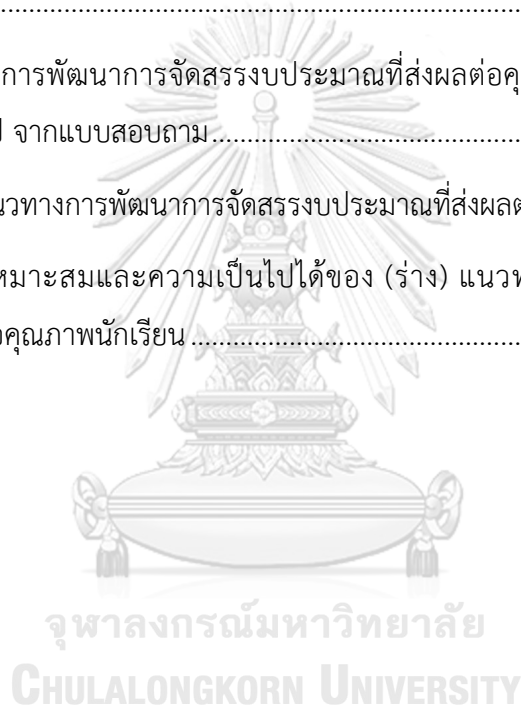 ................................................................
การพัฒนาการจัดสรรงบประมาณที่ส่งผลต่อคุ
จากแบบสอบถาม................................................
นวทางการพัฒนาการจัดสรรงบประมาณที่ส่งผลต่
หมาะสมและความเป็นไปได้ของ (ร่าง) แนวท
อคุณภาพนักเรียน................................................
จุฬาลงกรณ์มหาวิทยาลัย
CHULALONGKORN UNIVERSITY